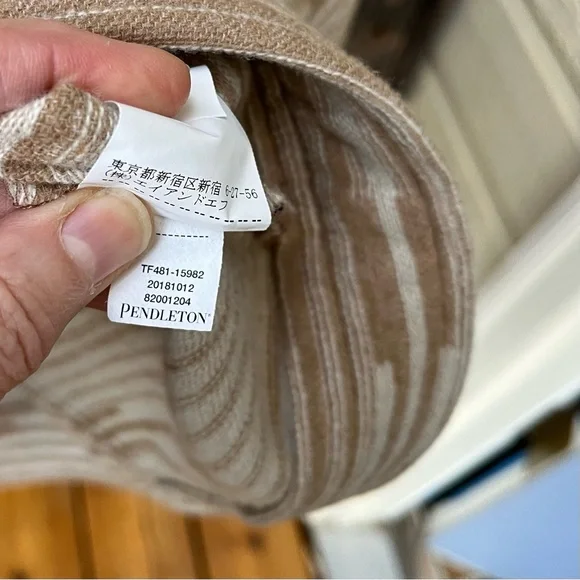 東京都新宿区新宿 6-27-56
(株)エイアンドエフ
TF481-15982
20181012
82001204
PENDLETON